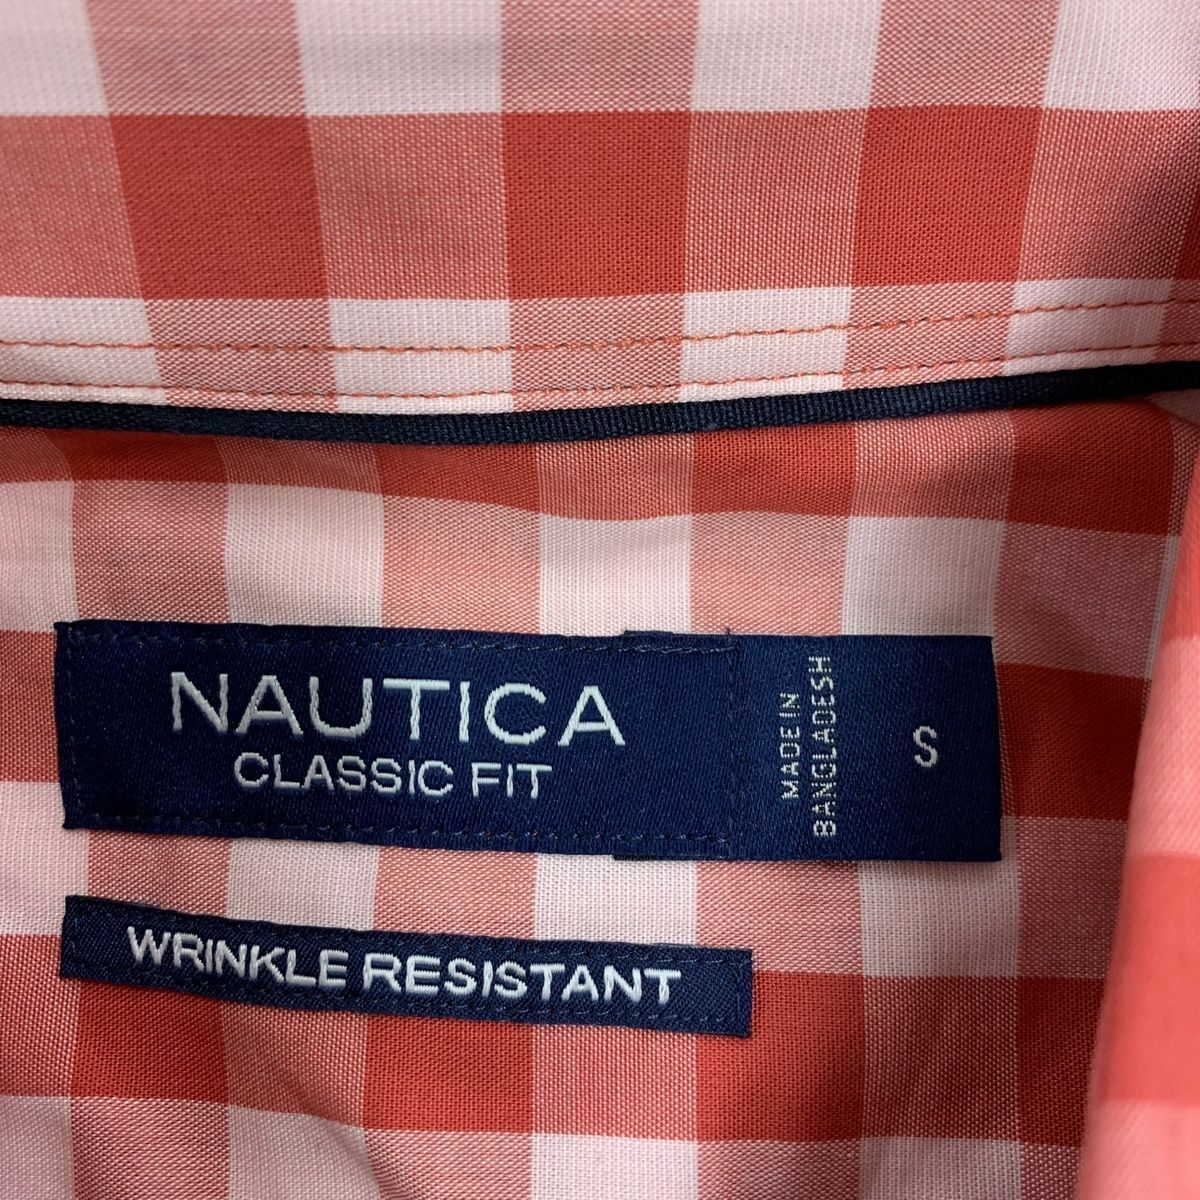 NAUTICA
CLASSIC FIT
MADE IN
BANGLADESH
S
WRINKLE RESISTANT